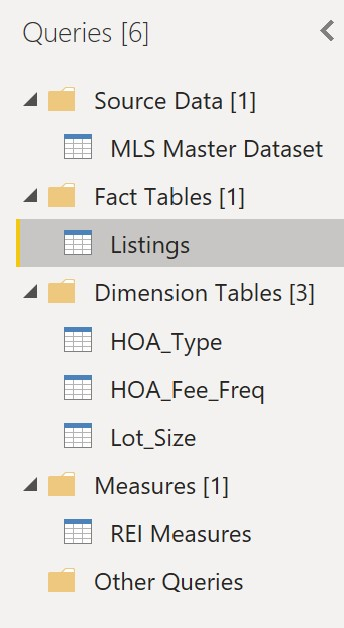 Queries [6]
Source Data [1]
MLS Master Dataset
Fact Tables [1]
Listings
Dimension Tables [3]
HOA_Type
HOA_Fee_Freq
Lot_Size
Measures [1]
REI Measures
Other Queries